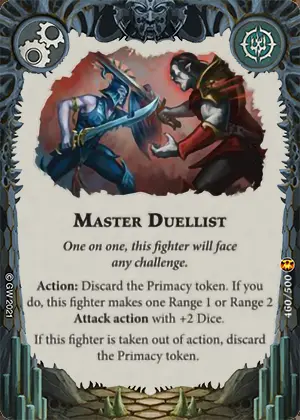 MASTER DUELLIST
One on one, this fighter will face
any challenge.
Action: Discard the Primacy token. If you
do, this fighter makes one Range 1 or Range 2
Attack action with +2 Dice.
If this fighter is taken out of action, discard
the Primacy token.
© GW 2021
460/500